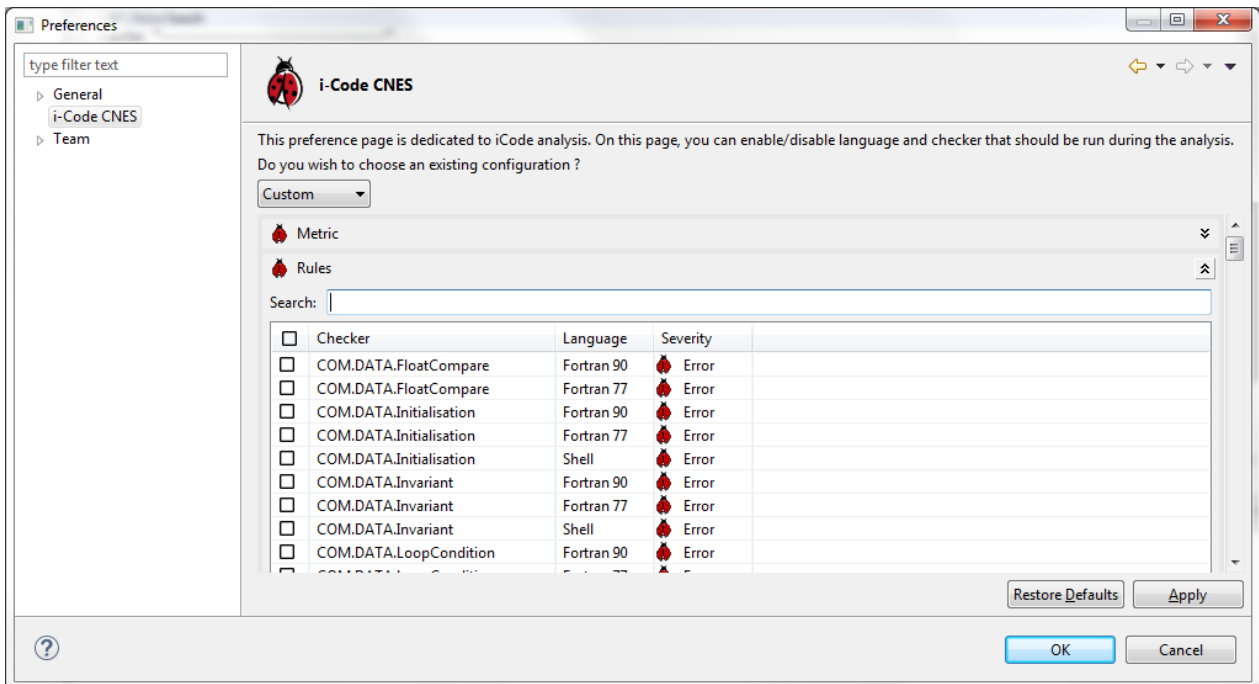 Preferences
type filter text
General
i-Code CNES
Team
i-Code CNES
This preference page is dedicated to iCode analysis. On this page, you can enable/disable language and checker that should be run during the analysis.
Do you wish to choose an existing configuration ?
Custom
Metric
Rules
Search:
Checker Language Severity
COM.DATA.FloatCompare Fortran 90 Error
COM.DATA.FloatCompare Fortran 77 Error
COM.DATA.Initialisation Fortran 90 Error
COM.DATA.Initialisation Fortran 77 Error
COM.DATA.Initialisation Shell Error
COM.DATA.Invariant Fortran 90 Error
COM.DATA.Invariant Fortran 77 Error
COM.DATA.Invariant Shell Error
COM.DATA.LoopCondition Fortran 90 Error
Restore Defaults Apply
OK Cancel